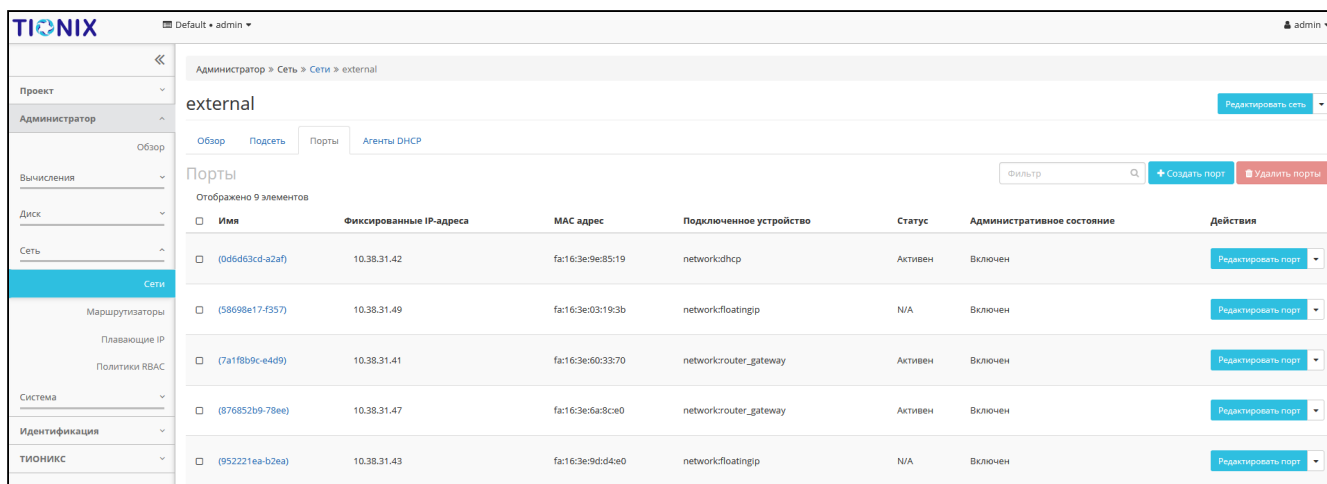 TIONIX
Default • admin
admin
Администратор » Сеть » Сети » external
Проект
Администратор
Обзор
Вычисления
Диск
Сеть
Сети
Маршрутизаторы
Плавающие IP
Политики RBAC
Система
Идентификация
ТИОНИКС
external
Редактировать сеть
Обзор Подсеть Порты Агенты DHCP
Порты
Фильтр
+ Создать порт
Удалить порты
Отображено 9 элементов
Имя Фиксированные IP-адреса MAC адрес Подключенное устройство Статус Административное состояние Действия
(0d6d63cd-a2af) 10.38.31.42 fa:16:3e:9e:85:19 network:dhcp Активен Включен Редактировать порт
(58698e17-f357) 10.38.31.49 fa:16:3e:03:19:3b network:floatingip N/A Включен Редактировать порт
(7a1f8b9c-e4d9) 10.38.31.41 fa:16:3e:60:33:70 network:router_gateway Активен Включен Редактировать порт
(876852b9-78ee) 10.38.31.47 fa:16:3e:6a:8c:e0 network:router_gateway Активен Включен Редактировать порт
(952221ea-b2ea) 10.38.31.43 fa:16:3e:9d:d4:e0 network:floatingip N/A Включен Редактировать порт